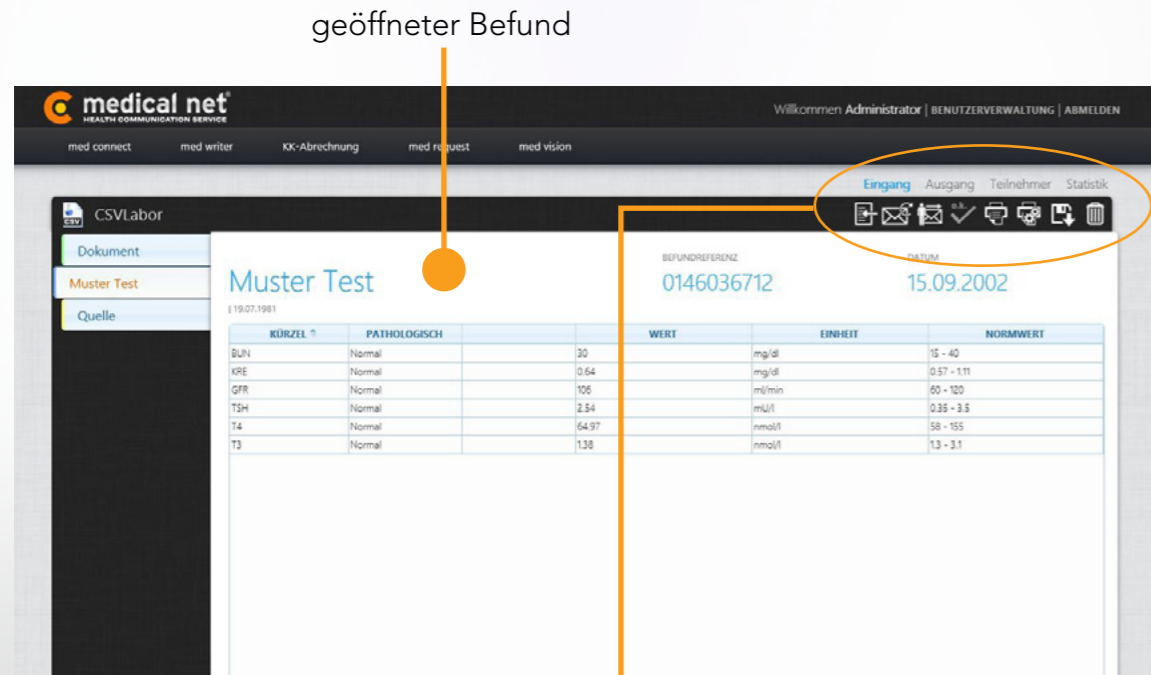 geöffneter Befund
medical net®
HEALTH COMMUNICATION SERVICE
Willkommen Administrator | BENUTZERVERWALTUNG | ABMELDEN
med connect med writer KK-Abrechnung med request med vision
Eingang Ausgang Teilnehmer Statistik
CSV CSVLabor
Dokument
Muster Test
Quelle
BEFUNDREFERENZ DATUM
Muster Test 0146036712 15.09.2002
| 19.07.1981
KÜRZEL PATHOLOGISCH WERT EINHEIT NORMWERT
BUN Normal 30 mg/dl 15 - 40
KRE Normal 0.64 mg/dl 0.57 - 1.11
GFR Normal 106 ml/min 60 - 120
TSH Normal 2.54 mU/l 0.35 - 3.5
T4 Normal 64.97 nmol/l 58 - 155
T3 Normal 1.38 nmol/l 1.3 - 3.1